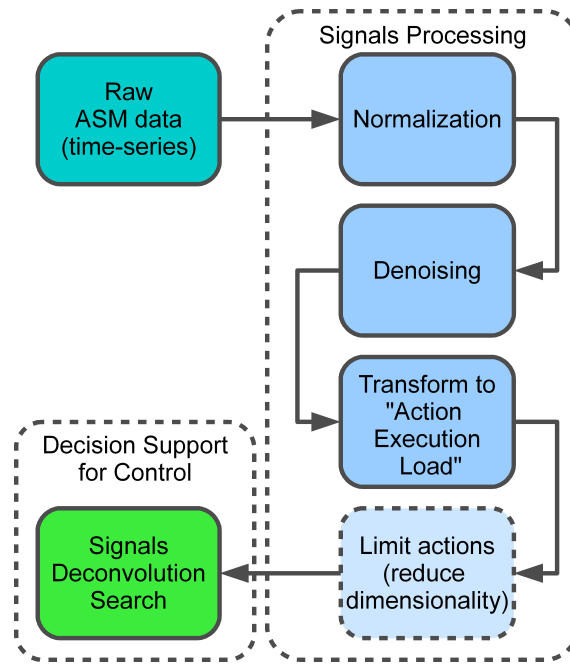 Signals Processing
Raw
ASM data
(time-series)
Normalization
Denoising
Transform to
"Action
Execution
Load"
Decision Support
for Control
Limit actions
(reduce
dimensionality)
Signals
Deconvolution
Search